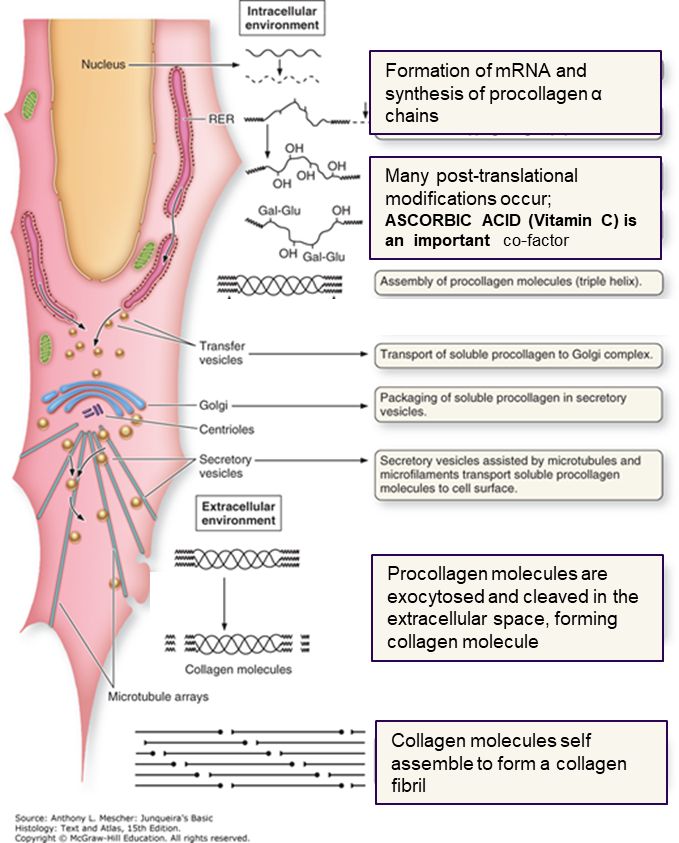 Intracellular
environment
Nucleus
Formation of mRNA and
synthesis of procollagen α
chains
RER
OH
OH
OH
OH
Many post-translational
modifications occur;
ASCORBIC ACID (Vitamin C) is
an important co-factor
Gal-Glu
OH
OH
Gal-Glu
Assembly of procollagen molecules (triple helix).
Transfer
vesicles
Transport of soluble procollagen to Golgi complex.
Golgi
Packaging of soluble procollagen in secretory
vesicles.
Centrioles
Secretory
vesicles
Secretory vesicles assisted by microtubules and
microfilaments transport soluble procollagen
molecules to cell surface.
Extracellular
environment
Procollagen molecules are
exocytosed and cleaved in the
extracellular space, forming
collagen molecule
Collagen molecules
Microtubule arrays
Collagen molecules self
assemble to form a collagen
fibril
Source: Anthony L. Mescher: Junqueira's Basic
Histology: Text and Atlas, 15th Edition.
Copyright © McGraw-Hill Education. All rights reserved.